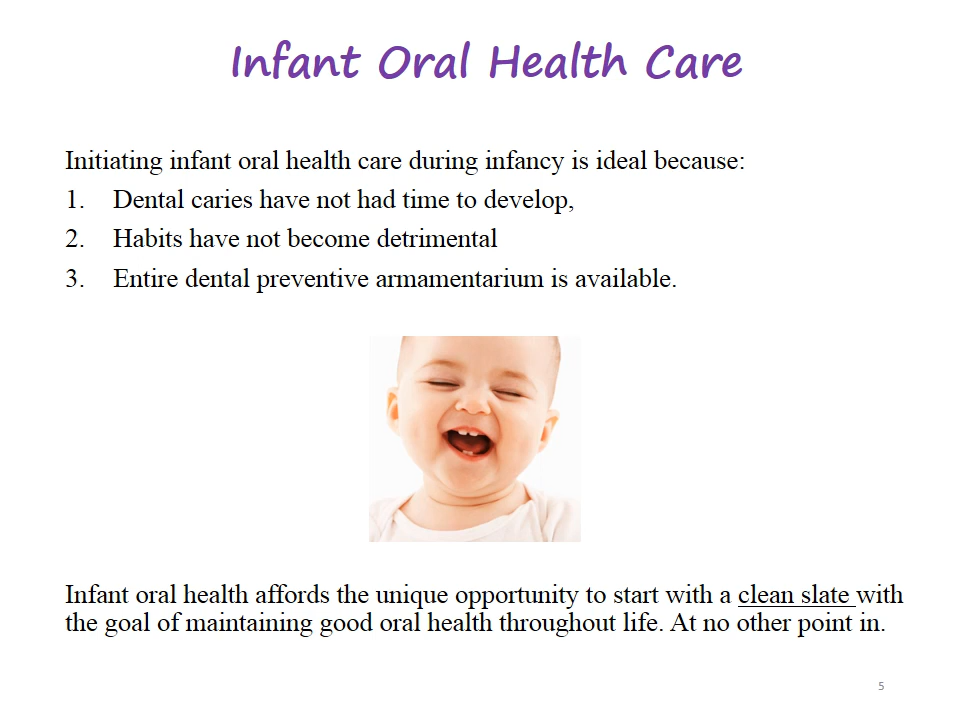 Infant Oral Health Care
Initiating infant oral health care during infancy is ideal because:
1. Dental caries have not had time to develop,
2. Habits have not become detrimental
3. Entire dental preventive armamentarium is available.
Infant oral health affords the unique opportunity to start with a clean slate with
the goal of maintaining good oral health throughout life. At no other point in.
5